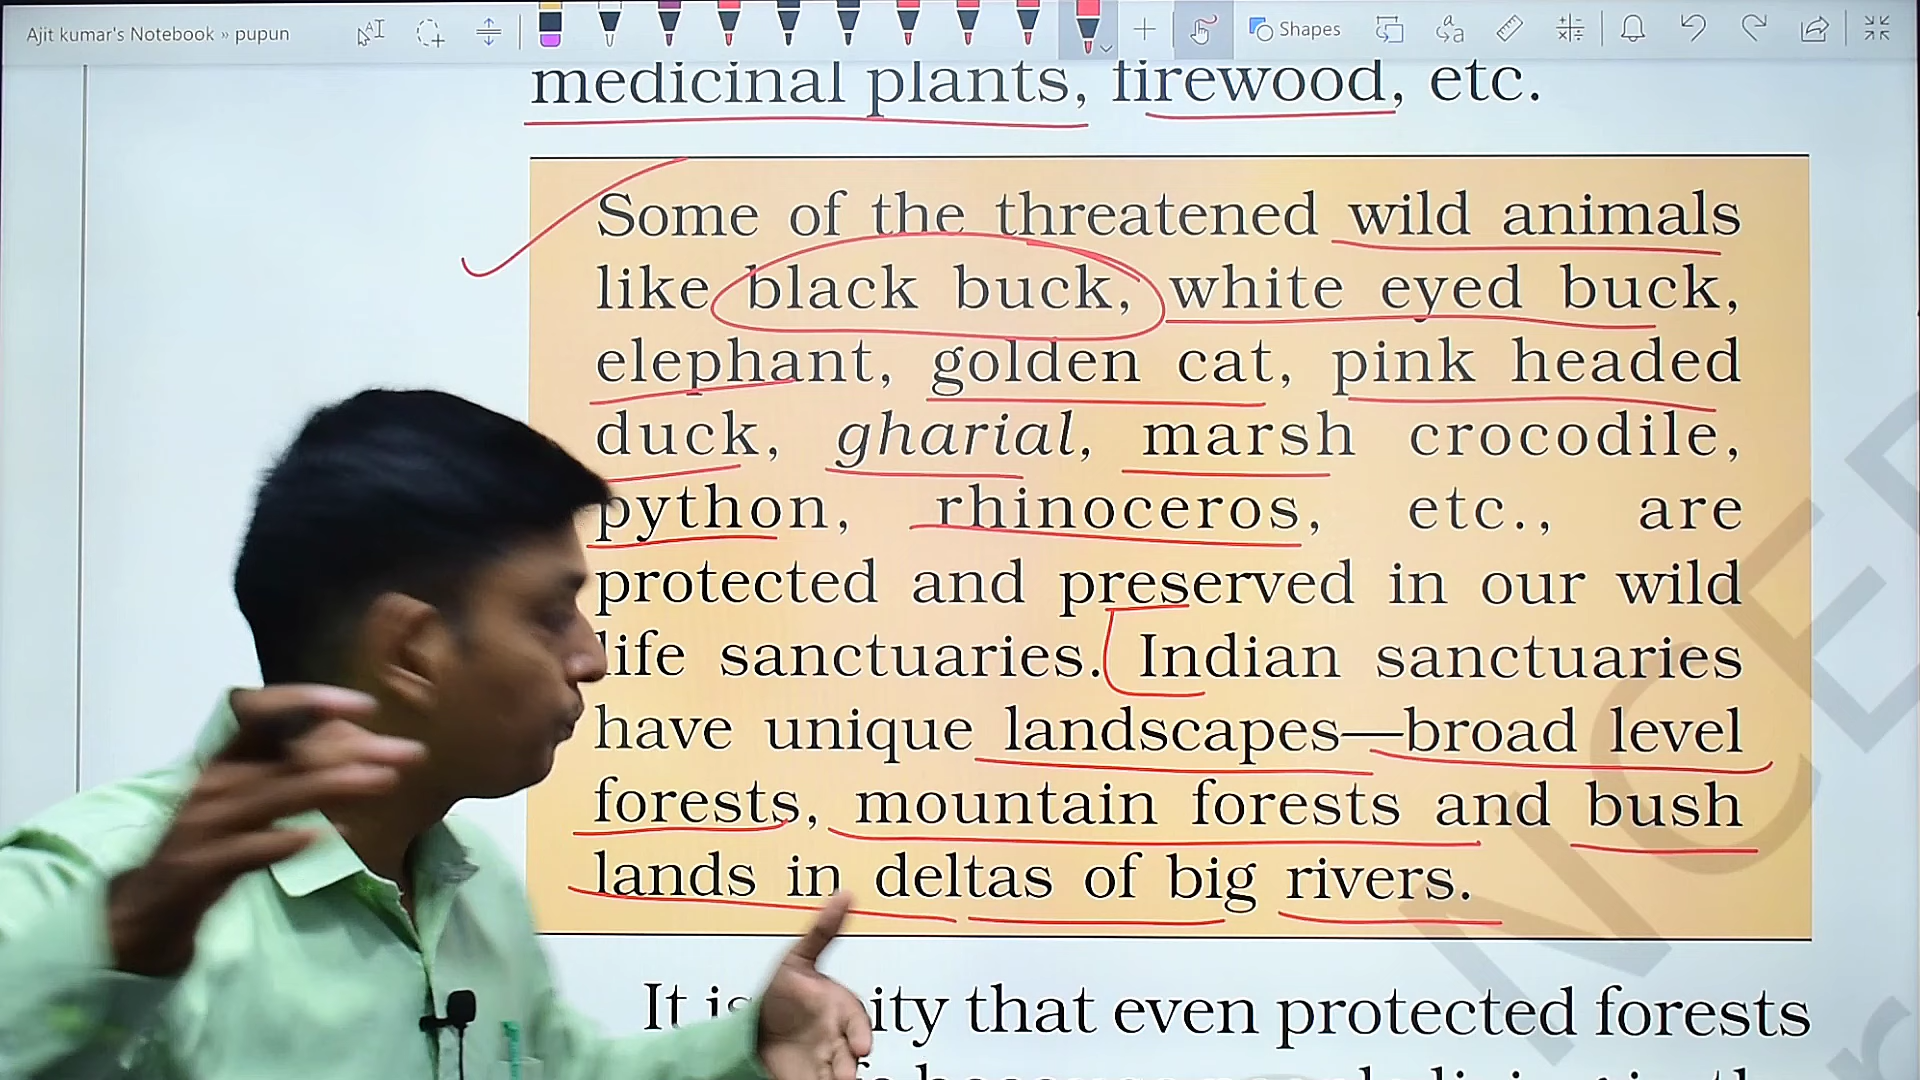 Ajit kumar's Notebook » pupun
Shapes
medicinal plants, firewood, etc.
Some of the threatened wild animals
like black buck, white eyed buck,
elephant, golden cat, pink headed
duck, gharial, marsh crocodile,
python, rhinoceros, etc., are
protected and preserved in our wild
life sanctuaries. Indian sanctuaries
have unique landscapes—broad level
forests, mountain forests and bush
lands in deltas of big rivers.
It is that even protected forests